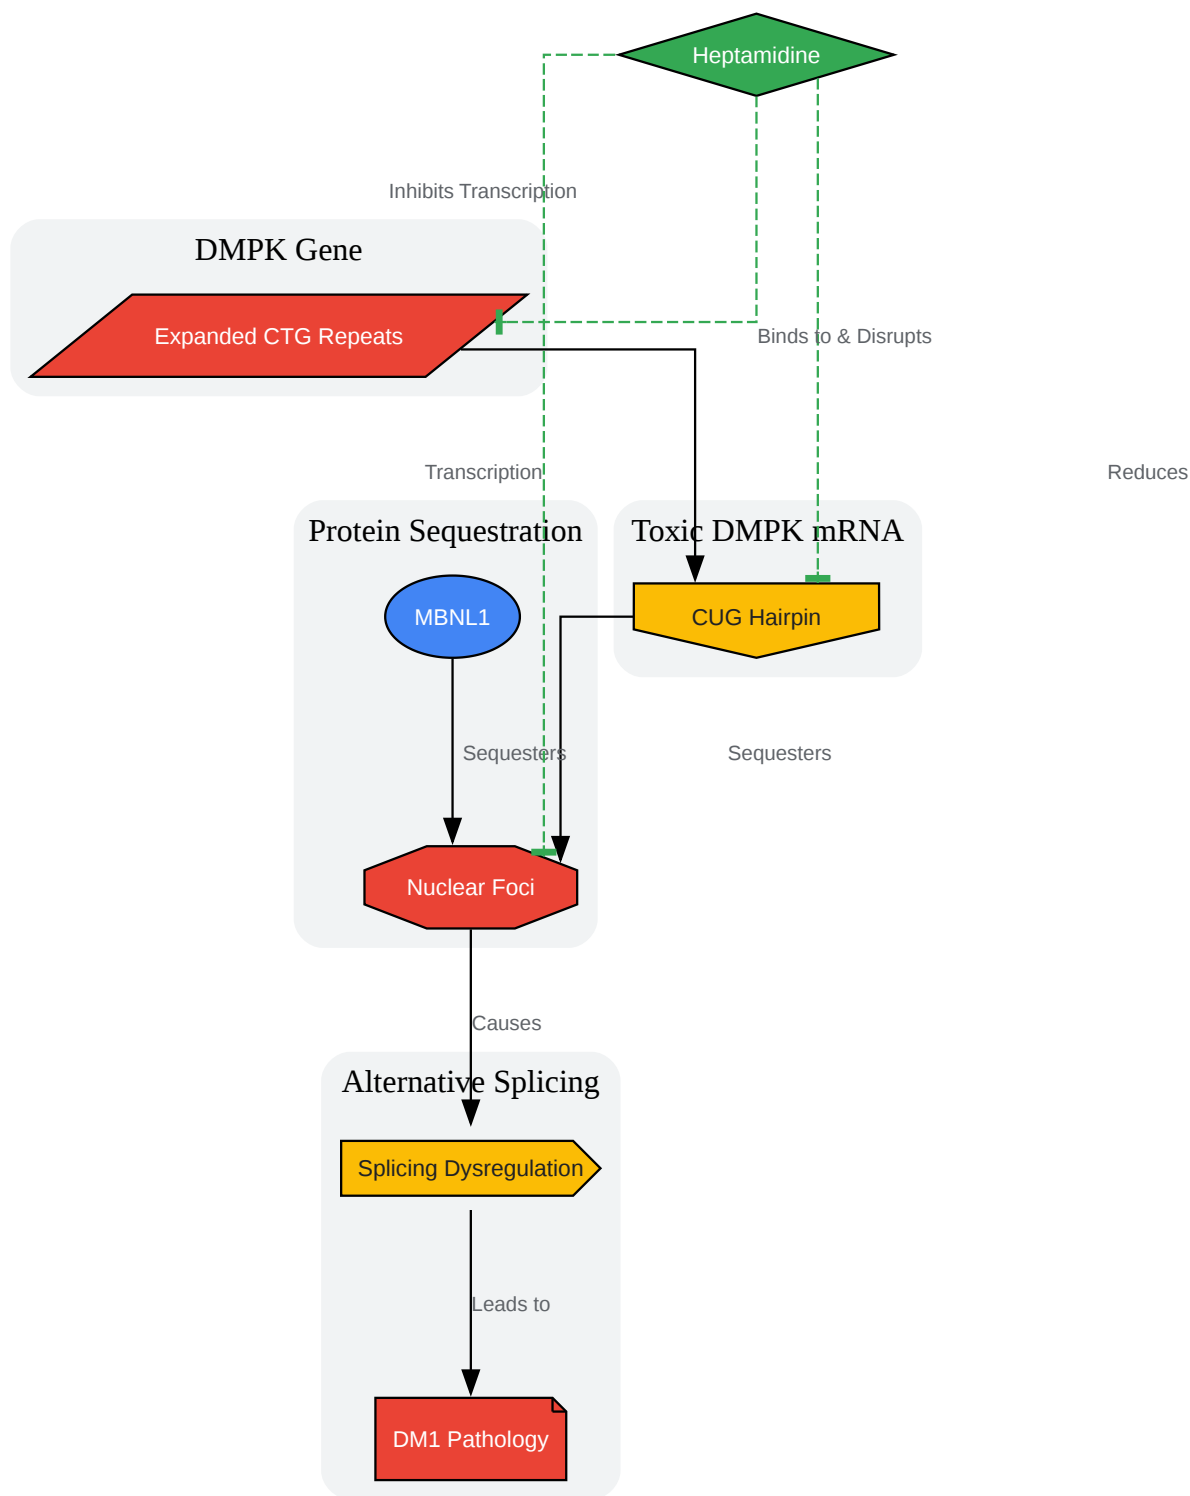 Heptamidine
Inhibits Transcription
DMPK Gene
Expanded CTG Repeats
Binds to & Disrupts
Transcription
Reduces
Protein Sequestration
Toxic DMPK mRNA
MBNL1
CUG Hairpin
Sequesters
Sequesters
Nuclear Foci
Causes
Alternative Splicing
Splicing Dysregulation
Leads to
DM1 Pathology